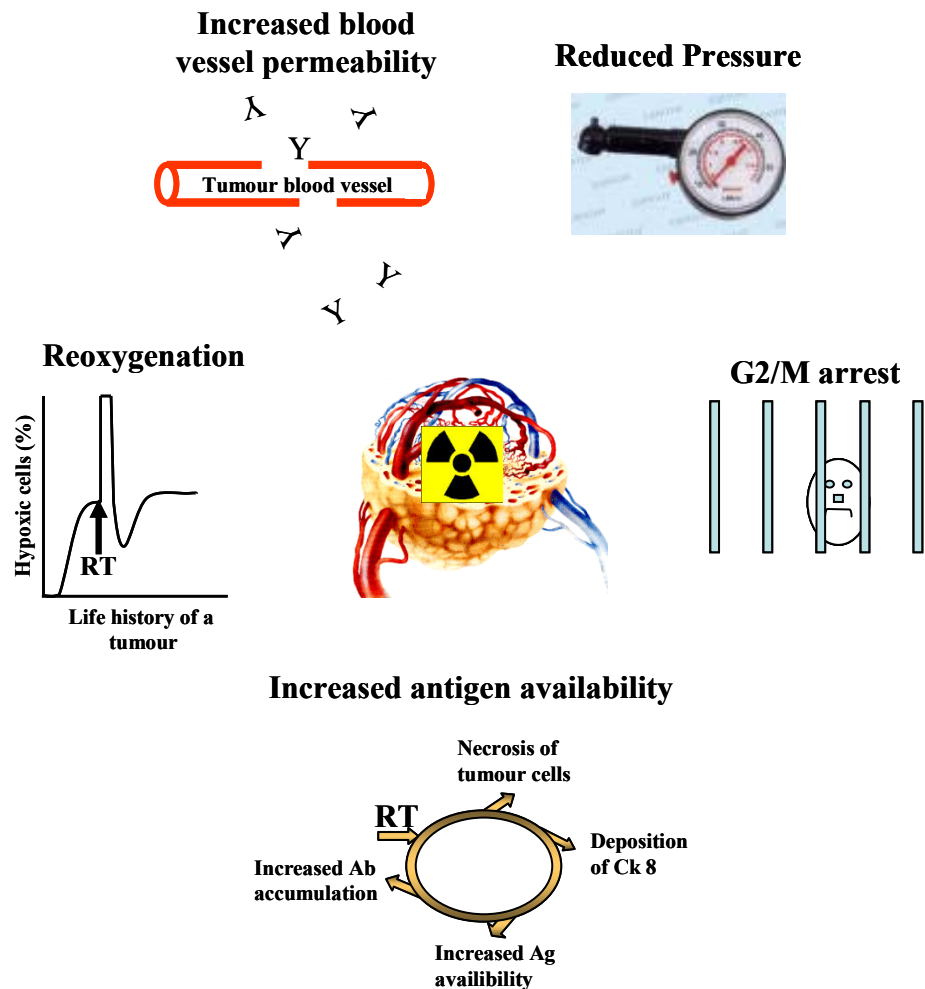 Increased blood
vessel permeability
Reduced Pressure
Y
Y
Y
Tumour blood vessel
Y
Y
Y
Reoxygenation
G2/M arrest
Hypoxic cells (%)
RT
Life history of a
tumour
Increased antigen availability
Necrosis of
tumour cells
RT
Deposition
of Ck 8
Increased Ab
accumulation
Increased Ag
availibility